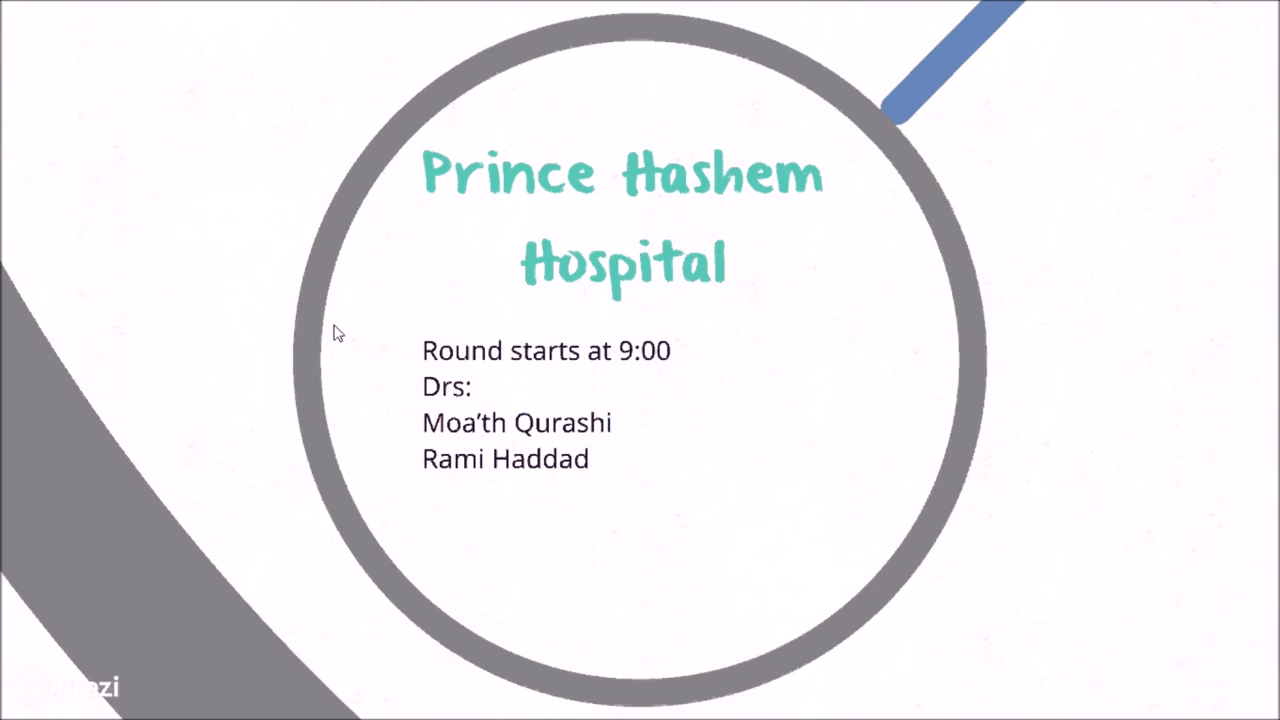 Prince Hashem
Hospital
Round starts at 9:00
Drs:
Moa’th Qurashi
Rami Haddad
Prezi